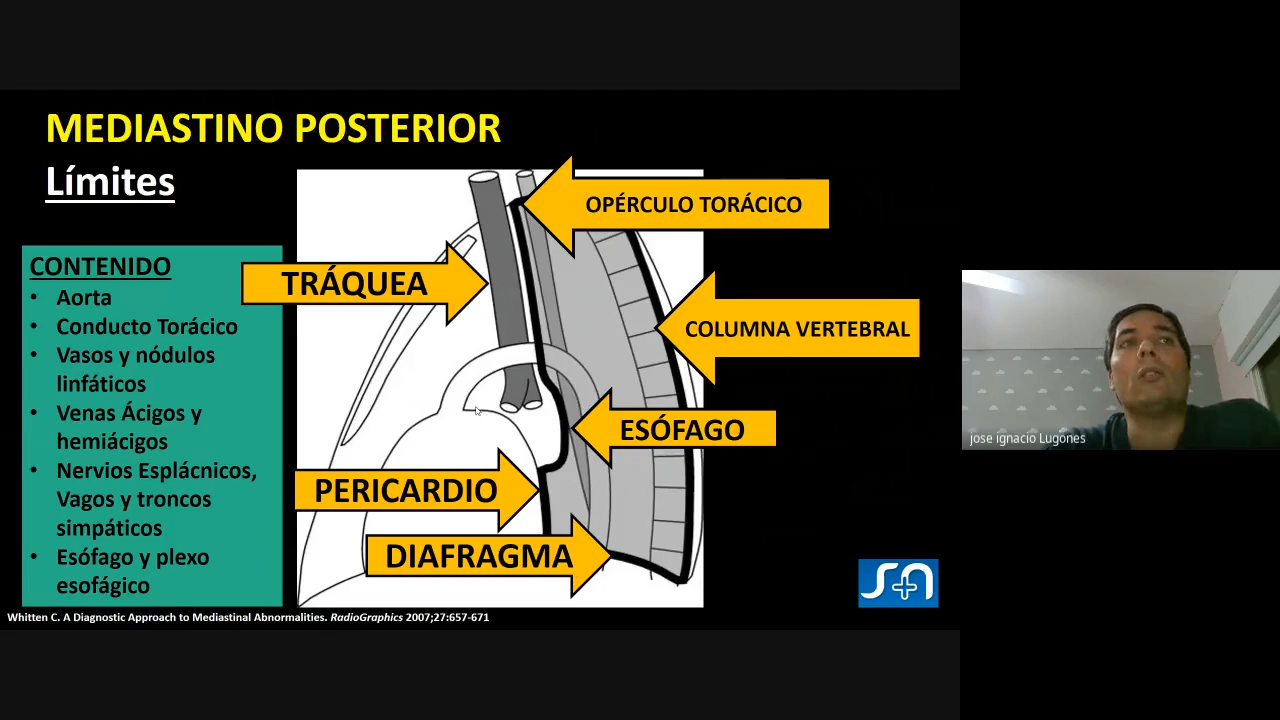 MEDIASTINO POSTERIOR
Límites
CONTENIDO
• Aorta
• Conducto Torácico
• Vasos y nódulos
linfáticos
• Venas Ácigos y
hemiácigos
• Nervios Esplácnicos,
Vagos y troncos
simpáticos
• Esófago y plexo
esofágico
OPÉRCULO TORÁCICO
TRÁQUEA
COLUMNA VERTEBRAL
ESÓFAGO
PERICARDIO
DIAFRAGMA
Whitten C. A Diagnostic Approach to Mediastinal Abnormalities. RadioGraphics 2007;27:657-671
jose ignacio Lugones